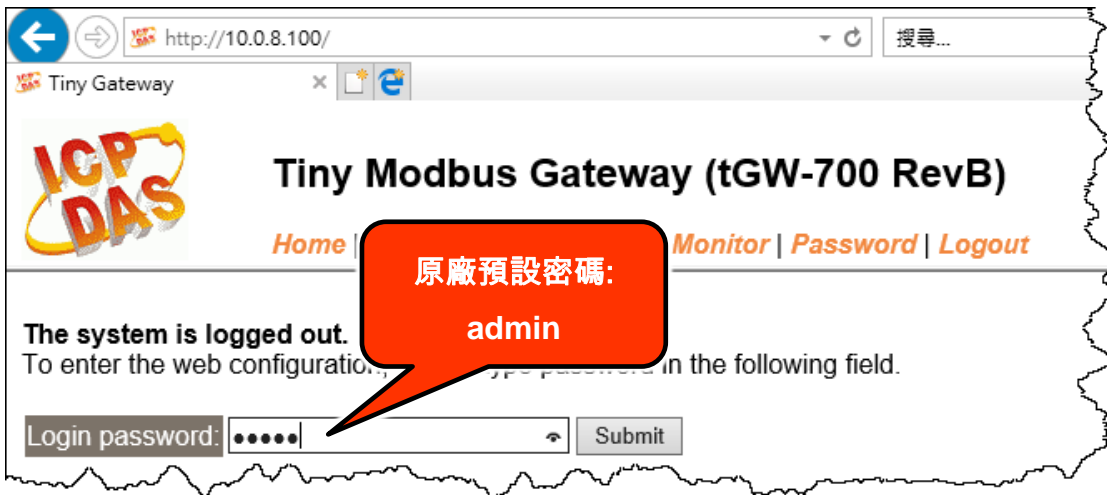 http://10.0.8.100/
搜尋...
Tiny Gateway
ICP DAS
Tiny Modbus Gateway (tGW-700 RevB)
Home | Monitor | Password | Logout
原廠預設密碼:
admin
The system is logged out.
To enter the web configuration, password in the following field.
Login password: •••••
Submit